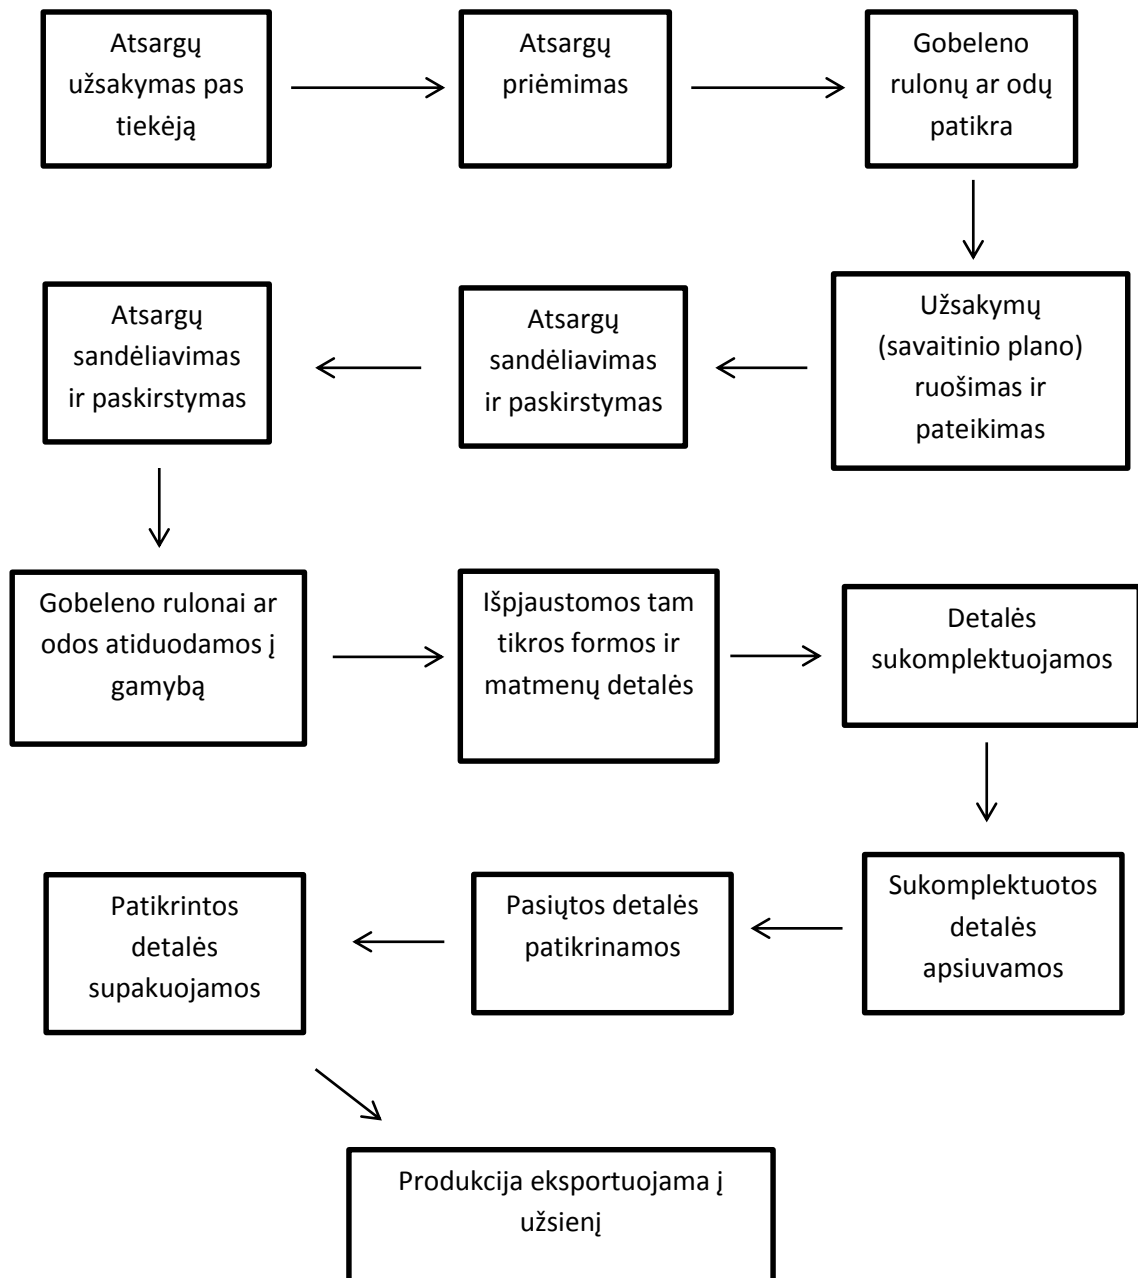 Atsargų
užsakymas pas
tiekėją
Atsargų
priėmimas
Gobeleno
rulonų ar odų
patikra
Užsakymų
(savaitinio plano)
ruošimas ir
pateikimas
Atsargų
sandėliavimas
ir paskirstymas
Atsargų
sandėliavimas
ir paskirstymas
Gobeleno rulonai ar
odos atiduodamos į
gamybą
Išpjaustomos tam
tikros formos ir
matmenų detalės
Detalės
sukomplektuojamos
Sukomplektuotos
detalės
apsiuvamos
Pasiųtos detalės
patikrinamos
Patikrintos
detalės
supakuojamos
Produkcija eksportuojama į
užsienį